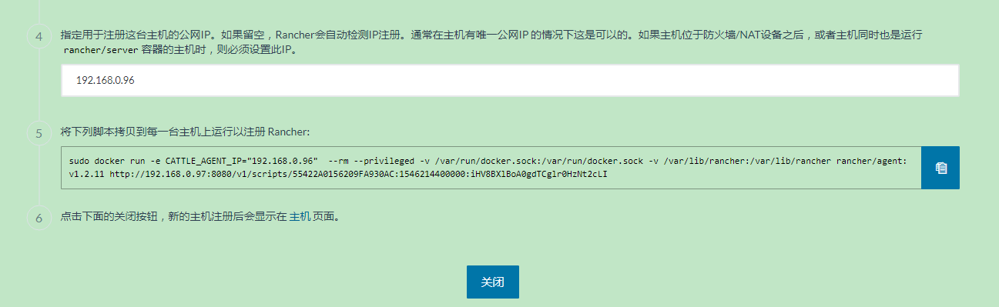 4
指定用于注册这台主机的公网IP。如果留空，Rancher会自动检测IP注册。通常在主机有唯一公网IP 的情况下这是可以的。如果主机位于防火墙/NAT设备之后，或者主机同时也是运行
rancher/server 容器的主机时，则必须设置此IP。
192.168.0.96
5
将下列脚本拷贝到每一台主机上运行以注册 Rancher:
sudo docker run -e CATTLE_AGENT_IP="192.168.0.96"  --rm --privileged -v /var/run/docker.sock:/var/run/docker.sock -v /var/lib/rancher:/var/lib/rancher rancher/agent:
v1.2.11 http://192.168.0.97:8080/v1/scripts/55422A0156209FA930AC:1546214400000:iHV8BXlBoA0gdTCglr0HzNt2cLI
6
点击下面的关闭按钮，新的主机注册后会显示在 主机 页面。
关闭